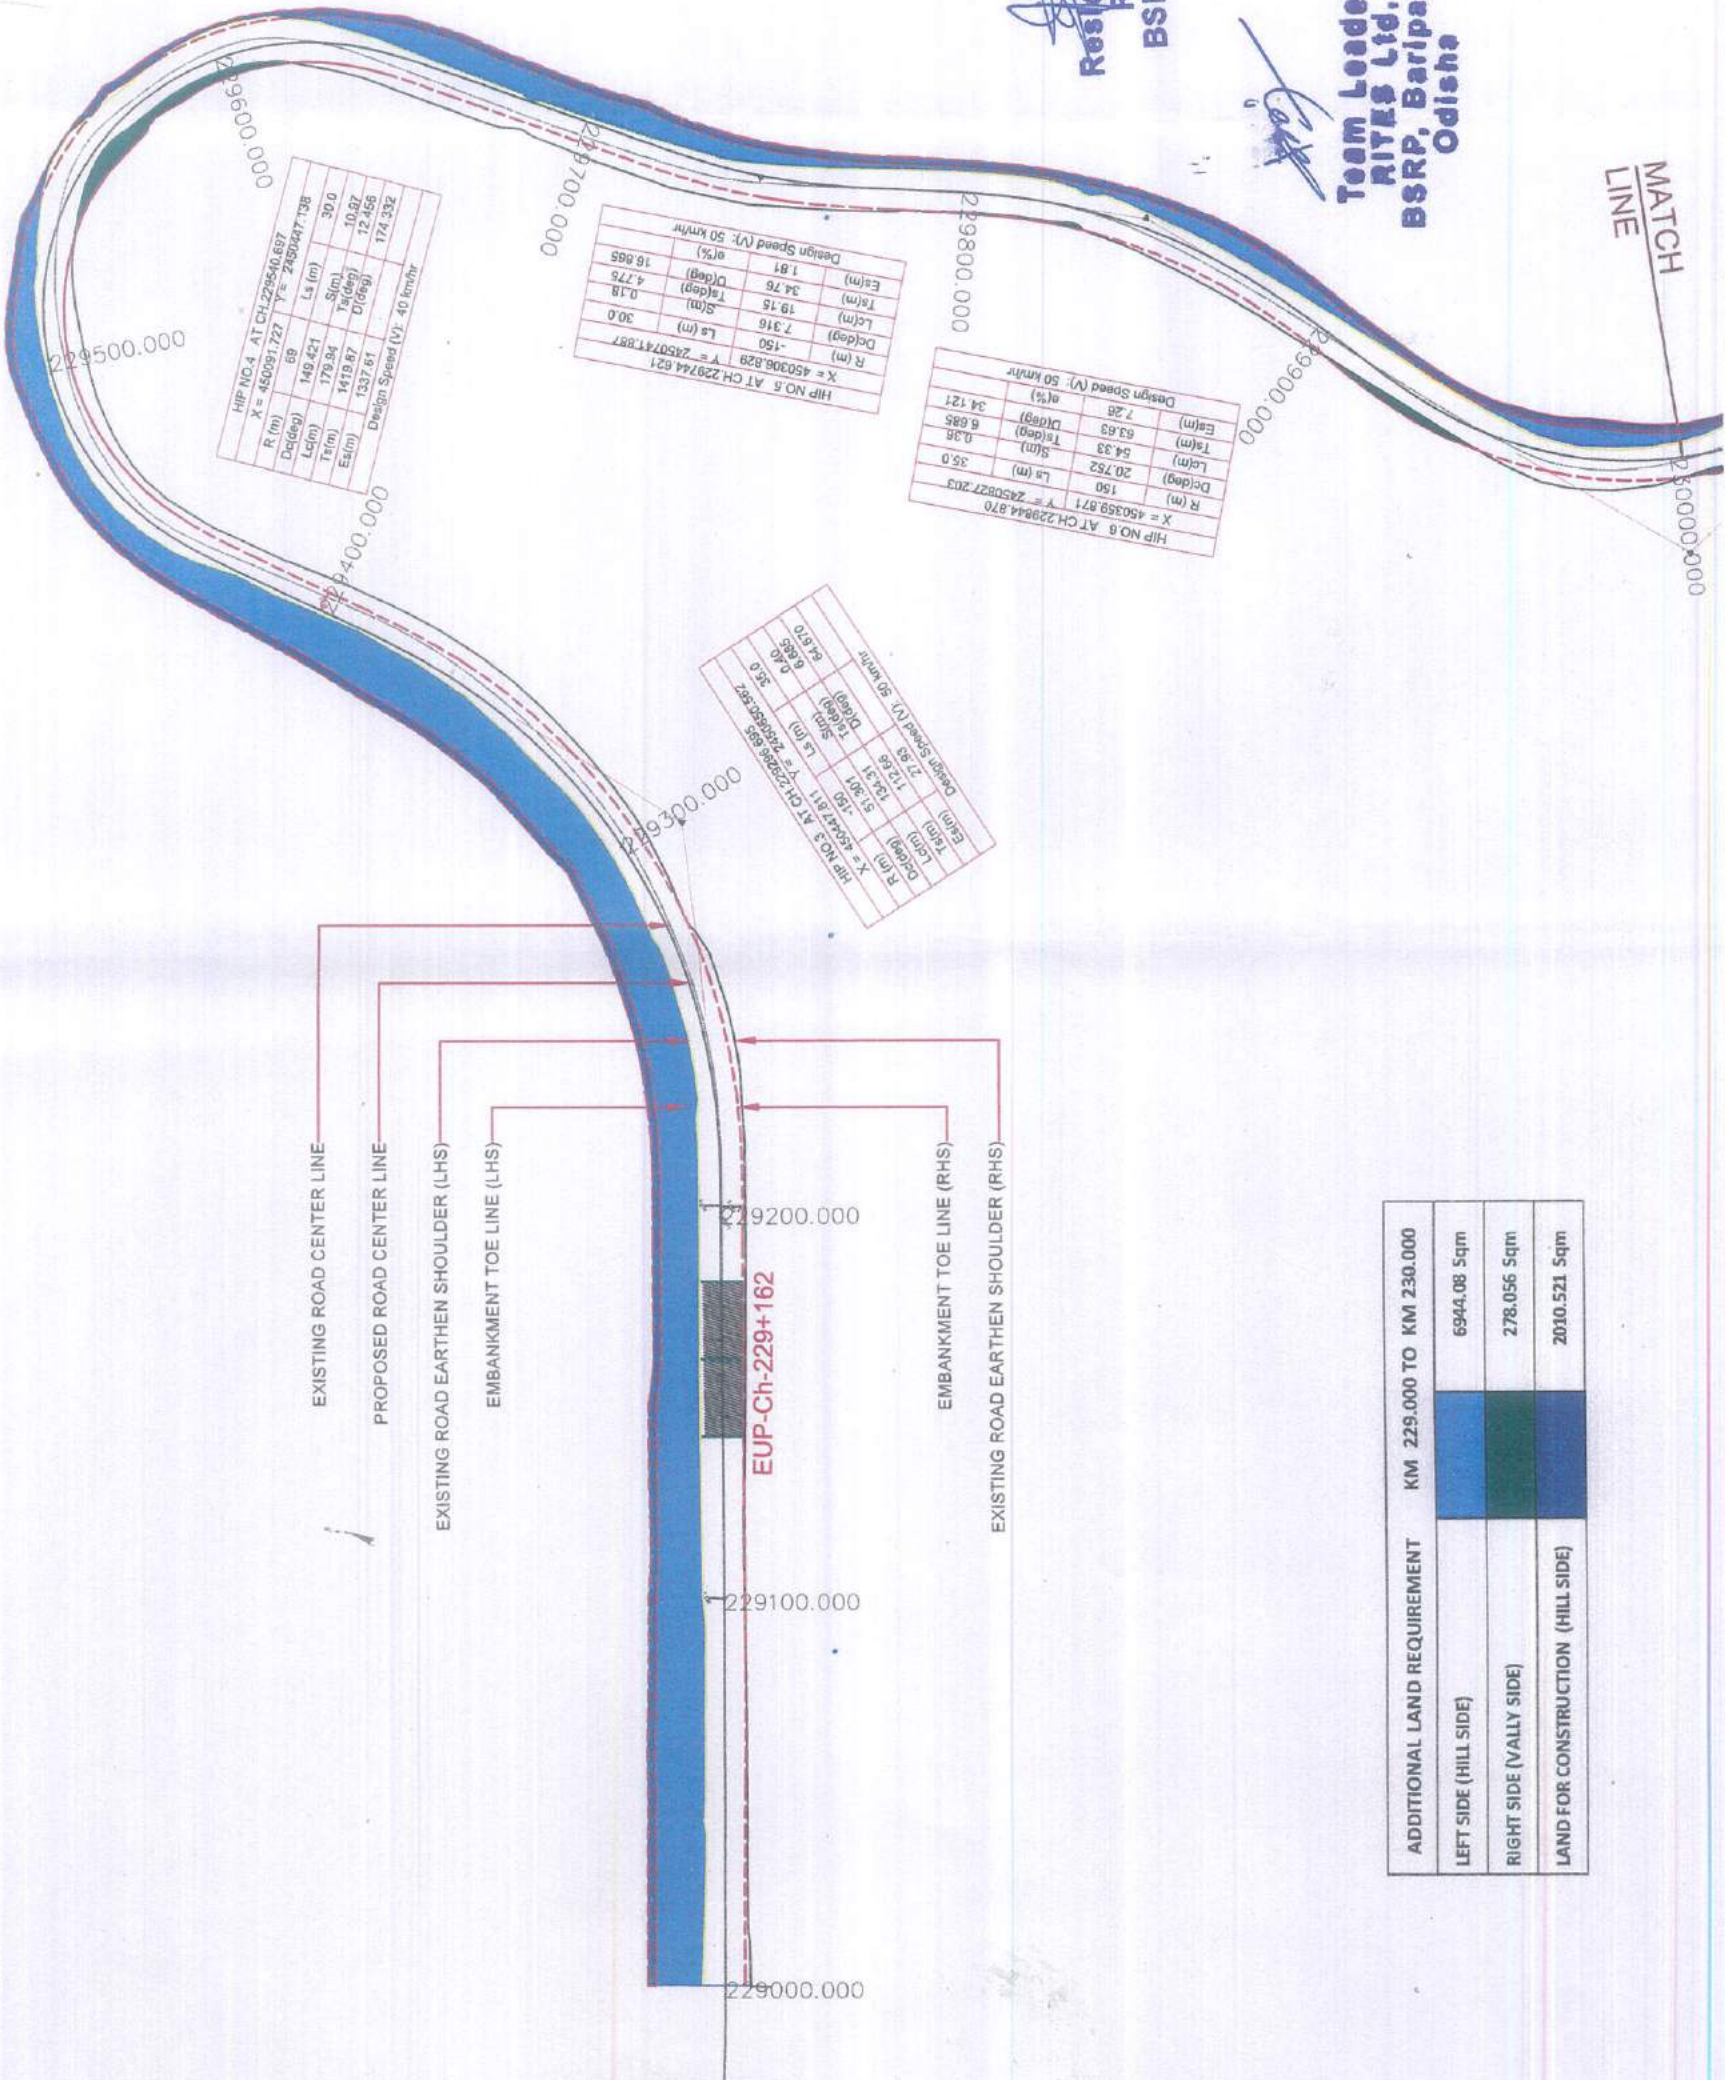 Team Leade
RITES Ltd.
BSRP, Baripa
Odisha
MATCH
LINE
229600.000
229700.000
229800.000
229900.000
230000.000
229500.000
229400.000
229300.000
229200.000
229100.000
229000.000
HIP NO.4 AT CH.229540.697
X = 450091.727 Y = 2450447.138
R (m) 69 Ls (m) 30.0
Dc(deg) 149.421 S(m) 10.97
Lc(m) 179.94 Ts(deg) 12.456
Ts(m) 1419.87 D(deg) 174.332
Es(m) 1337.61
Design Speed (V): 40 km/hr
HIP NO.5 AT CH.229744.621
X = 450306.829 Y = 2450741.887
R (m) -150 Ls (m) 30.0
Dc(deg) 7.316 S(m) 0.18
Lc(m) 19.15 Ts(deg) 4.775
Ts(m) 34.76 D(deg) 16.865
Es(m) 1.81 e(%)
Design Speed (V): 50 km/hr
HIP NO.6 AT CH.229844.870
X = 450359.871 Y = 2450827.203
R (m) 150 Ls (m) 35.0
Dc(deg) 20.752 S(m) 0.36
Lc(m) 54.33 Ts(deg) 6.685
Ts(m) 63.63 D(deg) 34.121
Es(m) 7.26 e(%)
Design Speed (V): 50 km/hr
HIP NO.3 AT CH.229296.695
X = 450447.811 Y = 2450650.562
R (m) -150 Ls (m) 35.0
Dc(deg) 51.301 S(m) 0.40
Lc(m) 134.31 Ts(deg) 6.685
Ts(m) 112.66 D(deg) 64.670
Es(m) 27.93
Design Speed (V): 50 km/hr
EXISTING ROAD CENTER LINE
PROPOSED ROAD CENTER LINE
EXISTING ROAD EARTHEN SHOULDER (LHS)
EMBANKMENT TOE LINE (LHS)
EUP-Ch-229+162
EMBANKMENT TOE LINE (RHS)
EXISTING ROAD EARTHEN SHOULDER (RHS)
ADDITIONAL LAND REQUIREMENT KM 229.000 TO KM 230.000
LEFT SIDE (HILL SIDE) 6944.08 Sqm
RIGHT SIDE (VALLY SIDE) 278.056 Sqm
LAND FOR CONSTRUCTION (HILL SIDE) 2010.521 Sqm